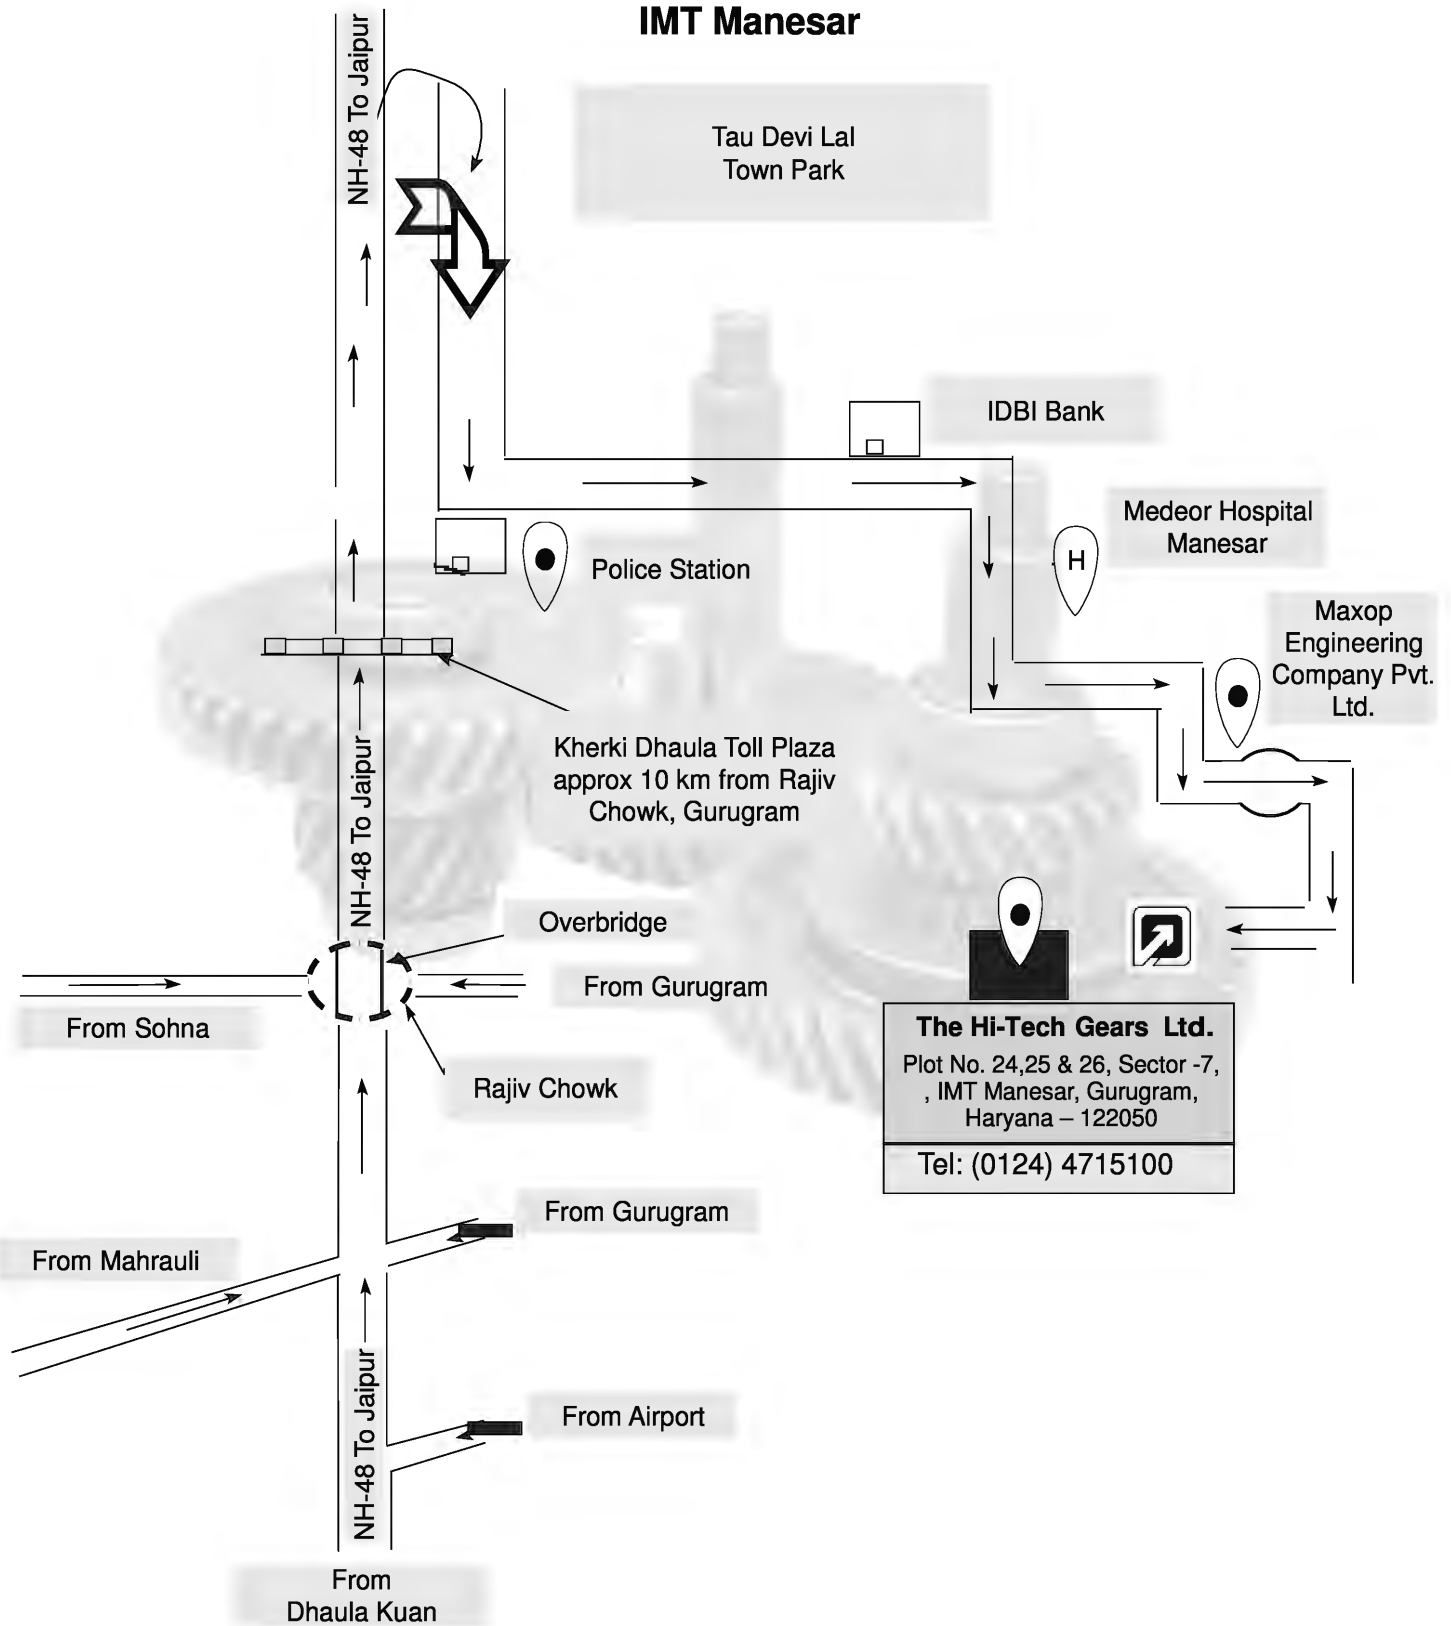 IMT Manesar
NH-48 To Jaipur
Tau Devi Lal
Town Park
IDBI Bank
Medeor Hospital
Manesar
H
Police Station
Maxop
Engineering
Company Pvt.
Ltd.
Kherki Dhaula Toll Plaza
approx 10 km from Rajiv
Chowk, Gurugram
NH-48 To Jaipur
Overbridge
From Gurugram
From Sohna
Rajiv Chowk
The Hi-Tech Gears Ltd.
Plot No. 24,25 & 26, Sector -7,
, IMT Manesar, Gurugram,
Haryana – 122050
Tel: (0124) 4715100
From Gurugram
From Mahrauli
NH-48 To Jaipur
From Airport
From
Dhaula Kuan